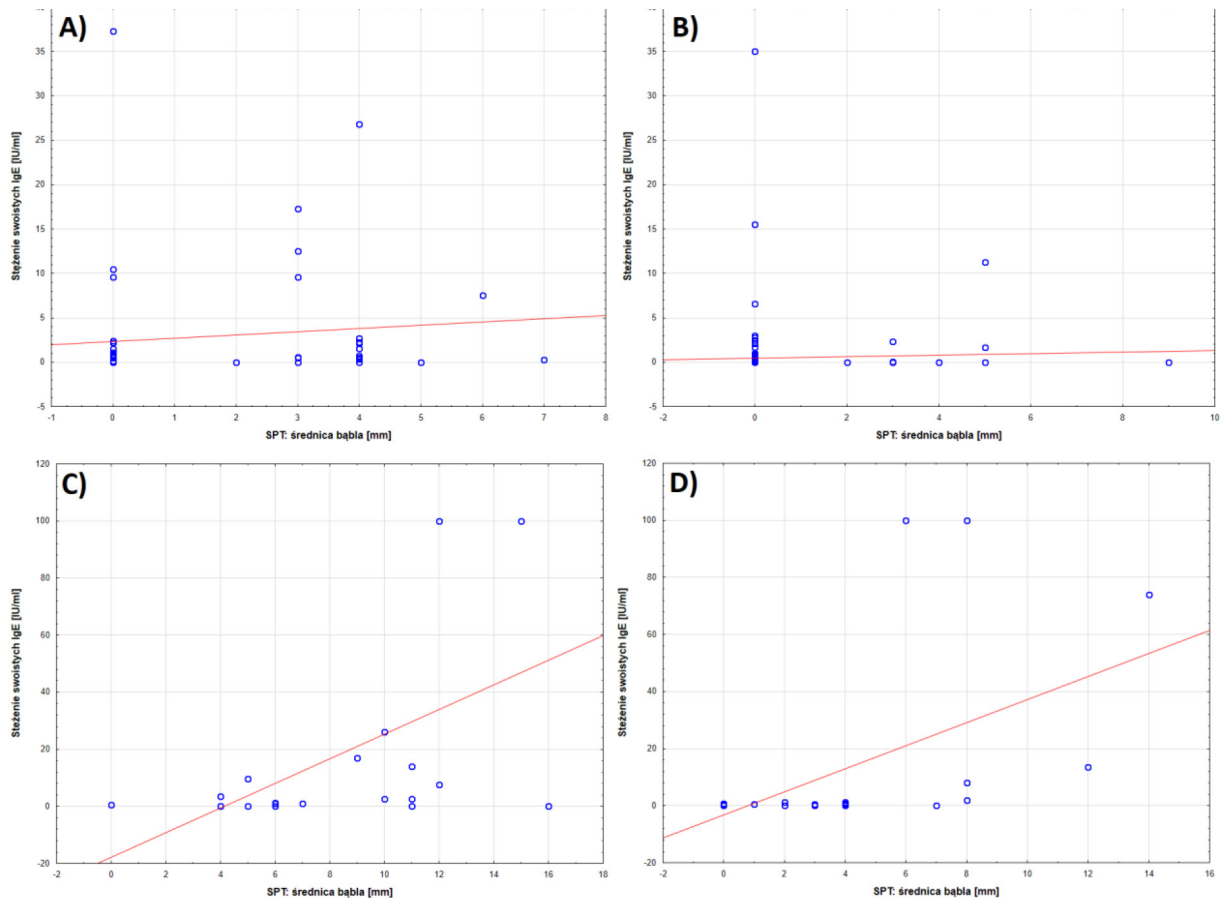 A)
Stężenie swoistych IgE [IU/ml]
35
30
25
20
15
10
5
0
-5
-1 0 1 2 3 4 5 6 7 8
SPT: średnica bąbla [mm]
B)
Steżenie swoistych IgE [IU/ml]
35
30
25
20
15
10
5
0
-5
-2 0 2 4 6 8 10
SPT: średnica bąbla [mm]
C)
Steżenie swoistych IgE [IU/ml]
120
100
80
60
40
20
0
-20
-2 0 2 4 6 8 10 12 14 16 18
SPT: średnica bąbla [mm]
D)
Steżenie swoistych IgE [IU/ml]
120
100
80
60
40
20
0
-20
-2 0 2 4 6 8 10 12 14 16
SPT: średnica bąbla [mm]